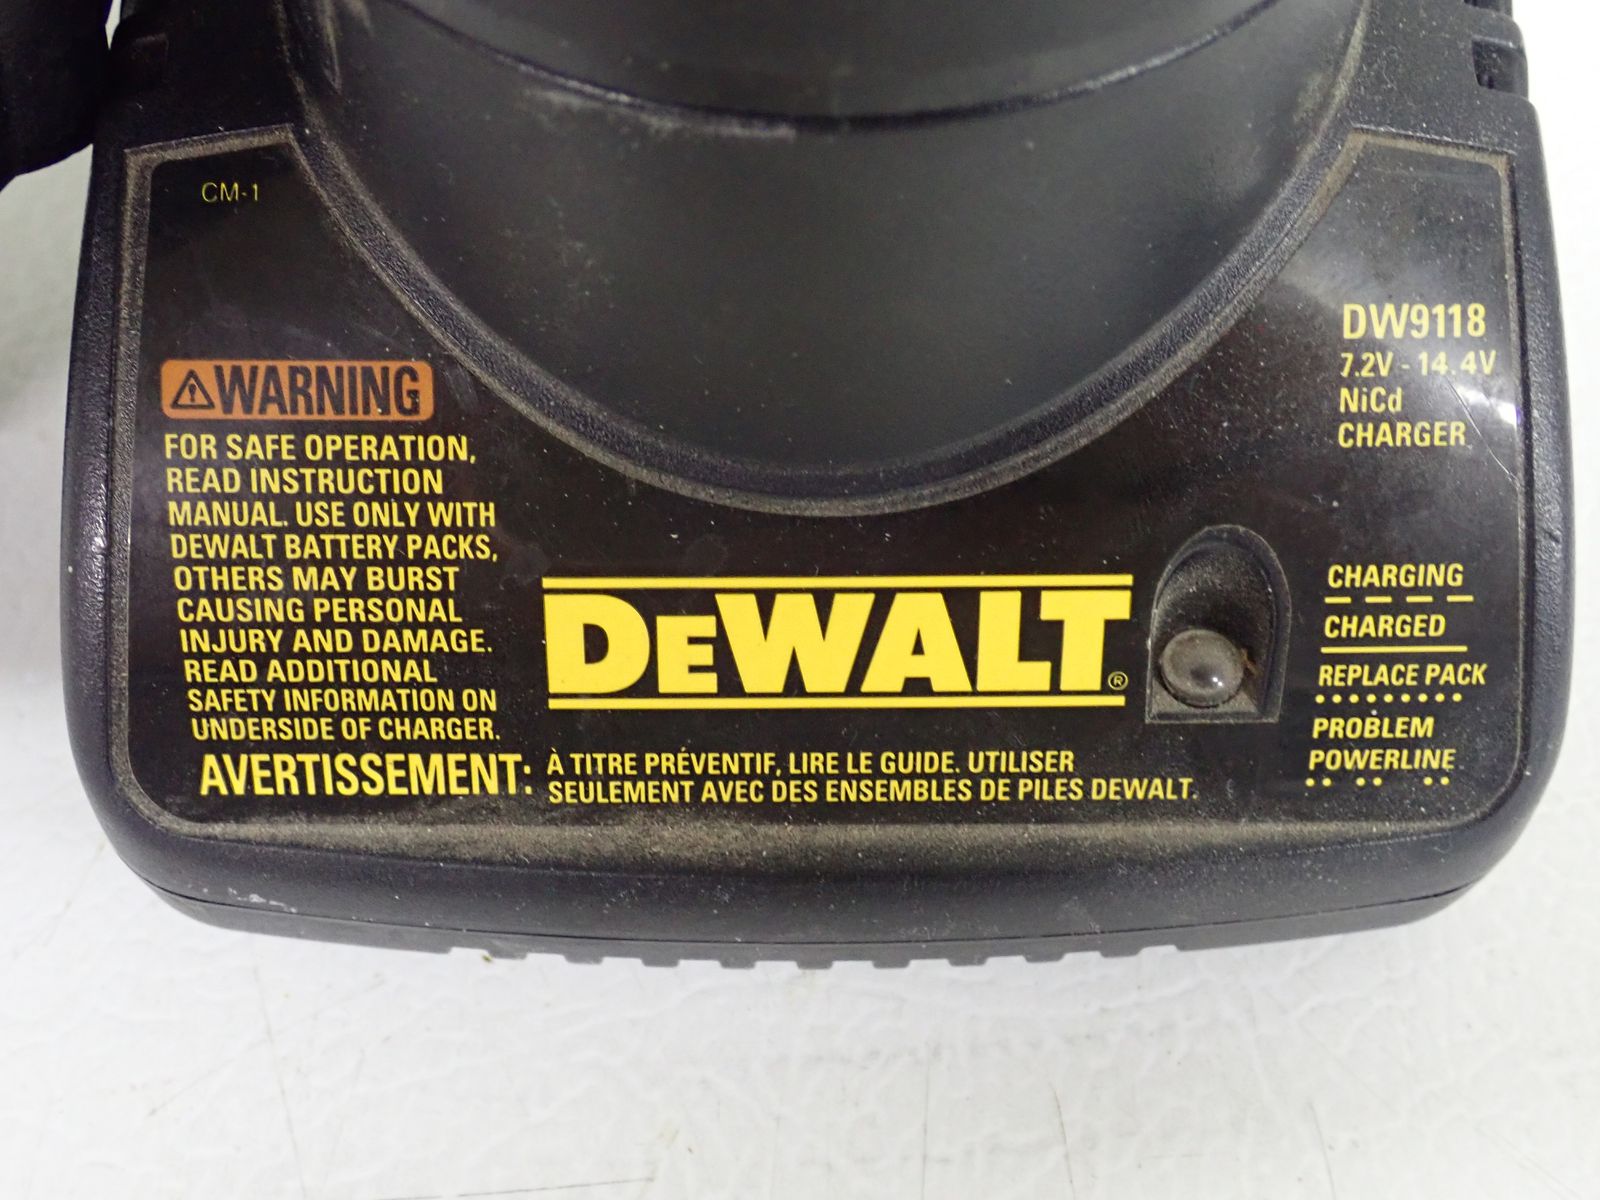 CM-1
⚠WARNING
FOR SAFE OPERATION,
READ INSTRUCTION
MANUAL. USE ONLY WITH
DEWALT BATTERY PACKS,
OTHERS MAY BURST
CAUSING PERSONAL
INJURY AND DAMAGE.
READ ADDITIONAL
SAFETY INFORMATION ON
UNDERSIDE OF CHARGER.
AVERTISSEMENT: À TITRE PRÉVENTIF, LIRE LE GUIDE. UTILISER
SEULEMENT AVEC DES ENSEMBLES DE PILES DEWALT.
DEWALT®
DW9118
7.2V - 14.4V
NiCd
CHARGER
CHARGING
CHARGED
REPLACE PACK
PROBLEM
POWERLINE